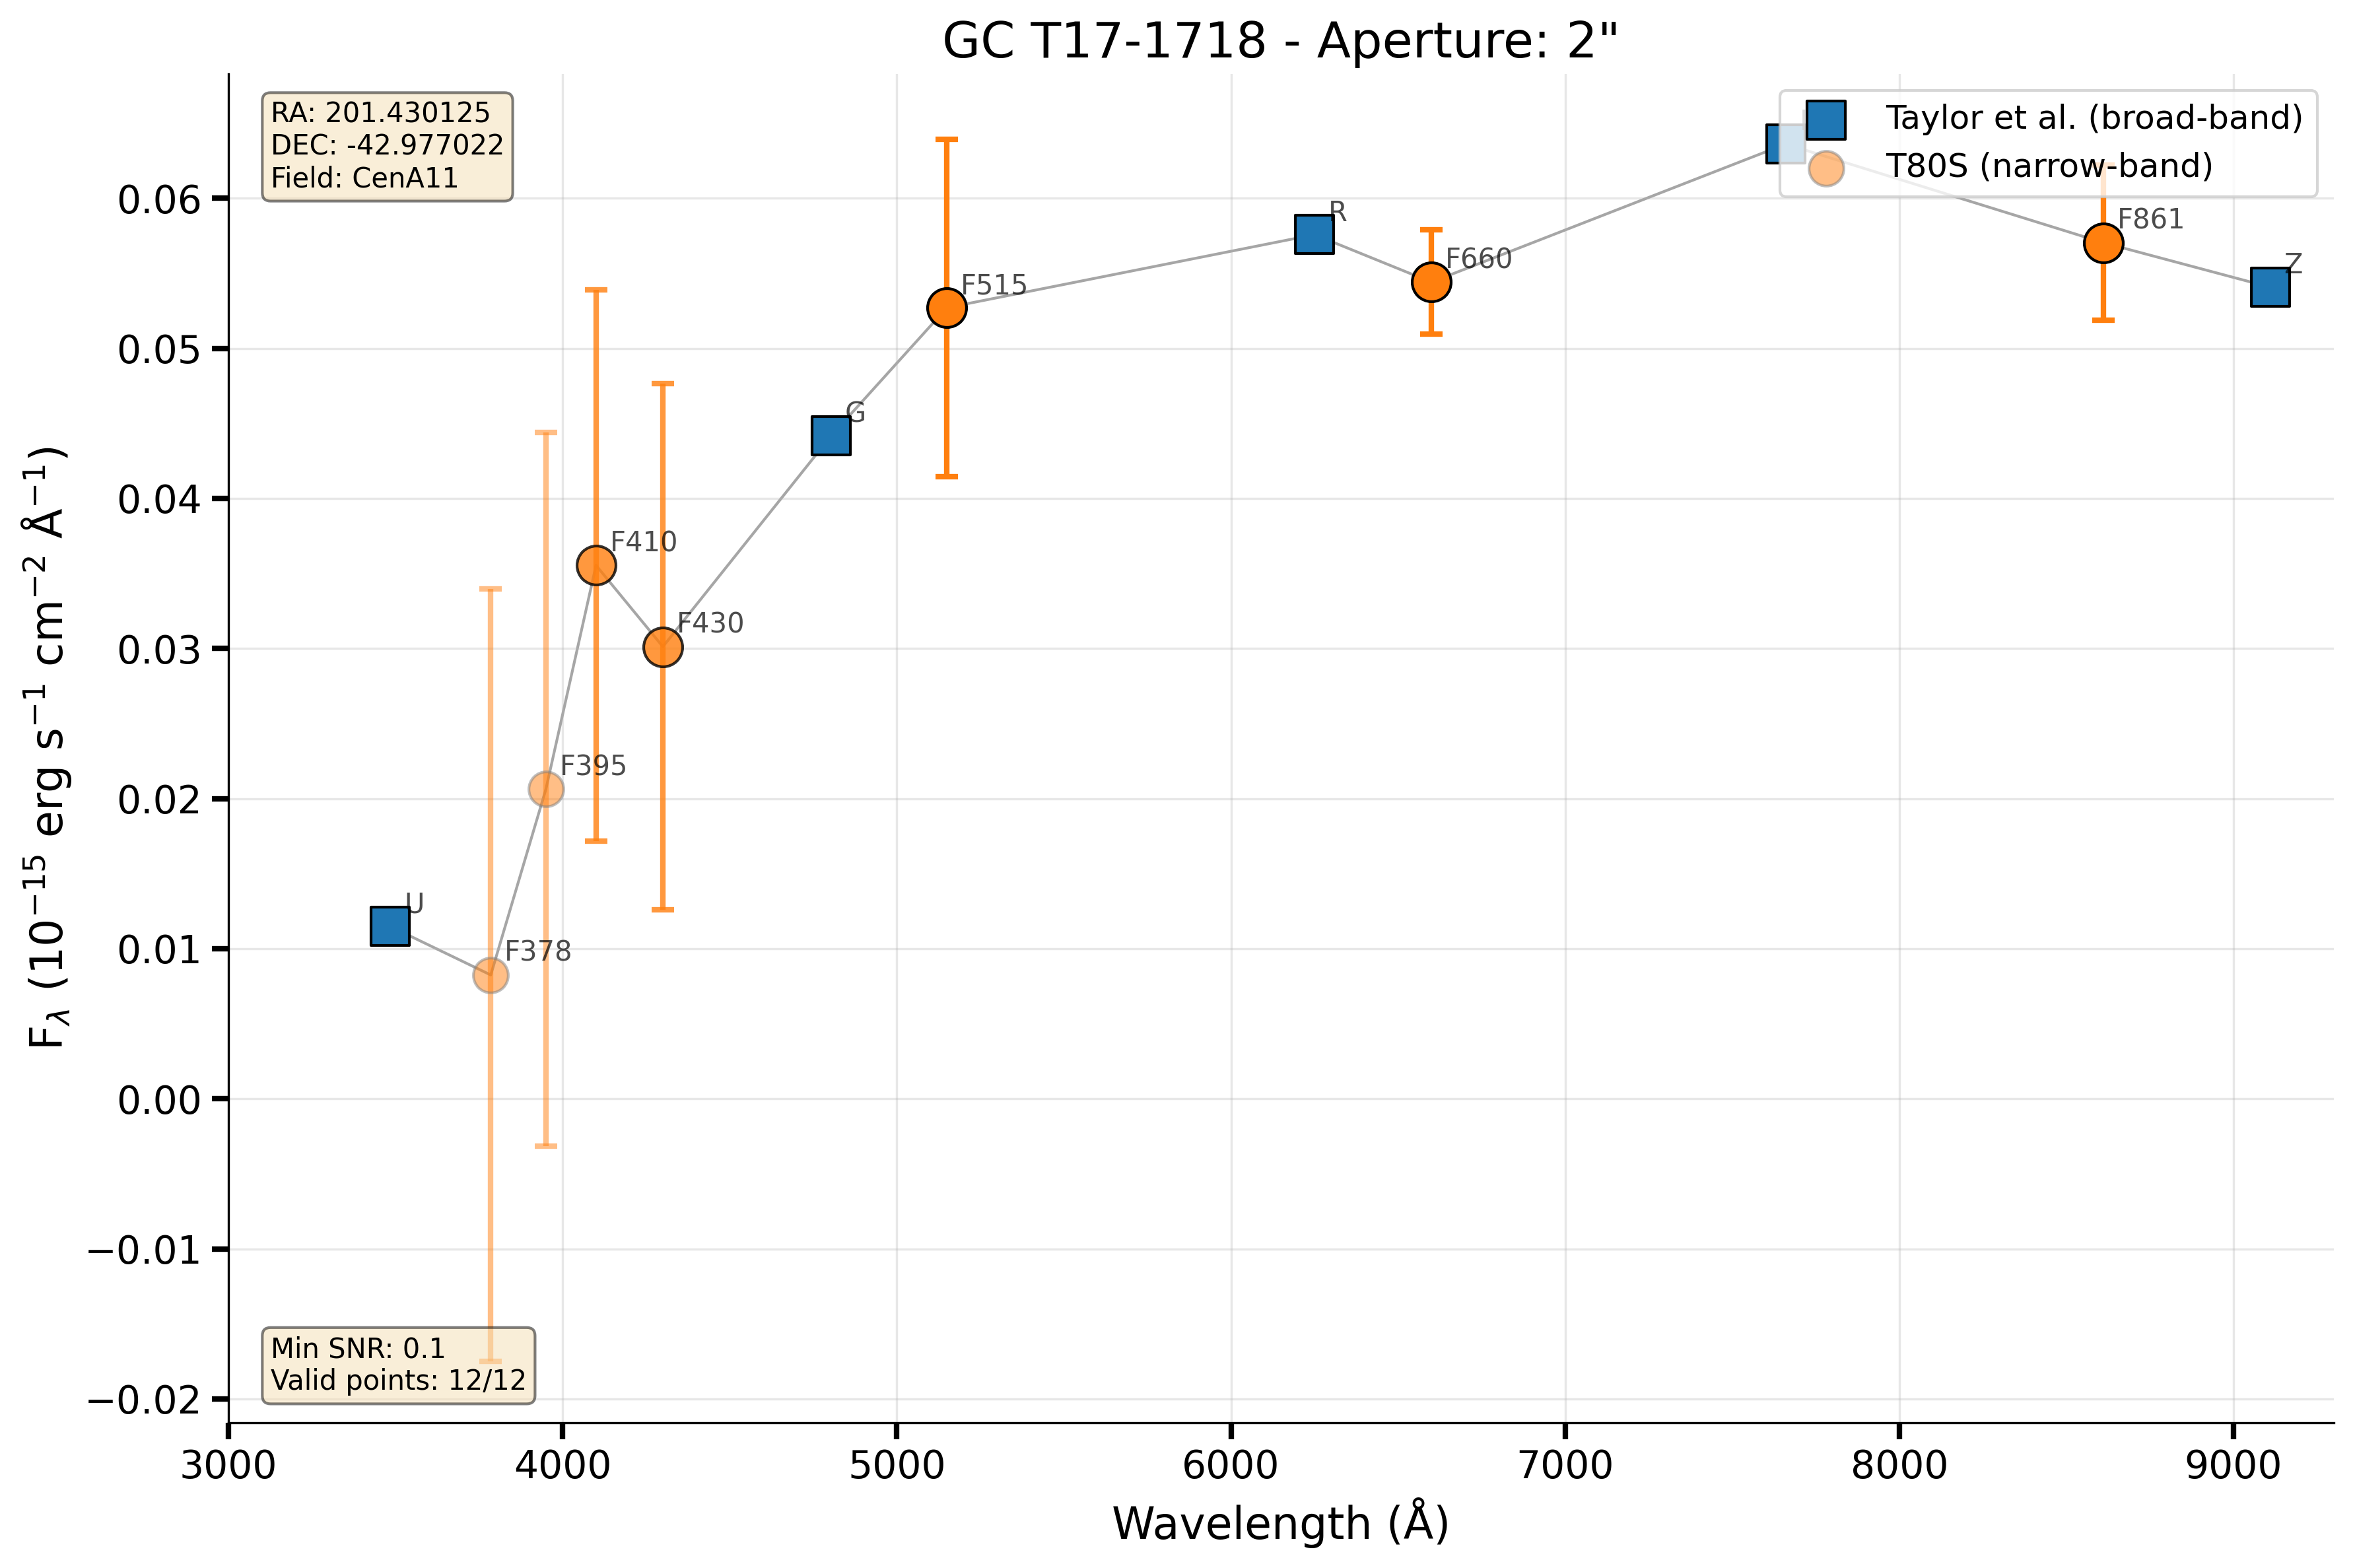 GC T17-1718 - Aperture: 2"
RA: 201.430125
DEC: -42.977022
Field: CenA11
Taylor et al. (broad-band)
T80S (narrow-band)
F861
Z
R
F660
F515
G
F410
F430
F395
U
F378
Min SNR: 0.1
Valid points: 12/12
0.06
0.05
0.04
0.03
0.02
0.01
0.00
−0.01
−0.02
F$_λ$ (10⁻¹⁵ erg s⁻¹ cm⁻² Å⁻¹)
3000 4000 5000 6000 7000 8000 9000
Wavelength (Å)